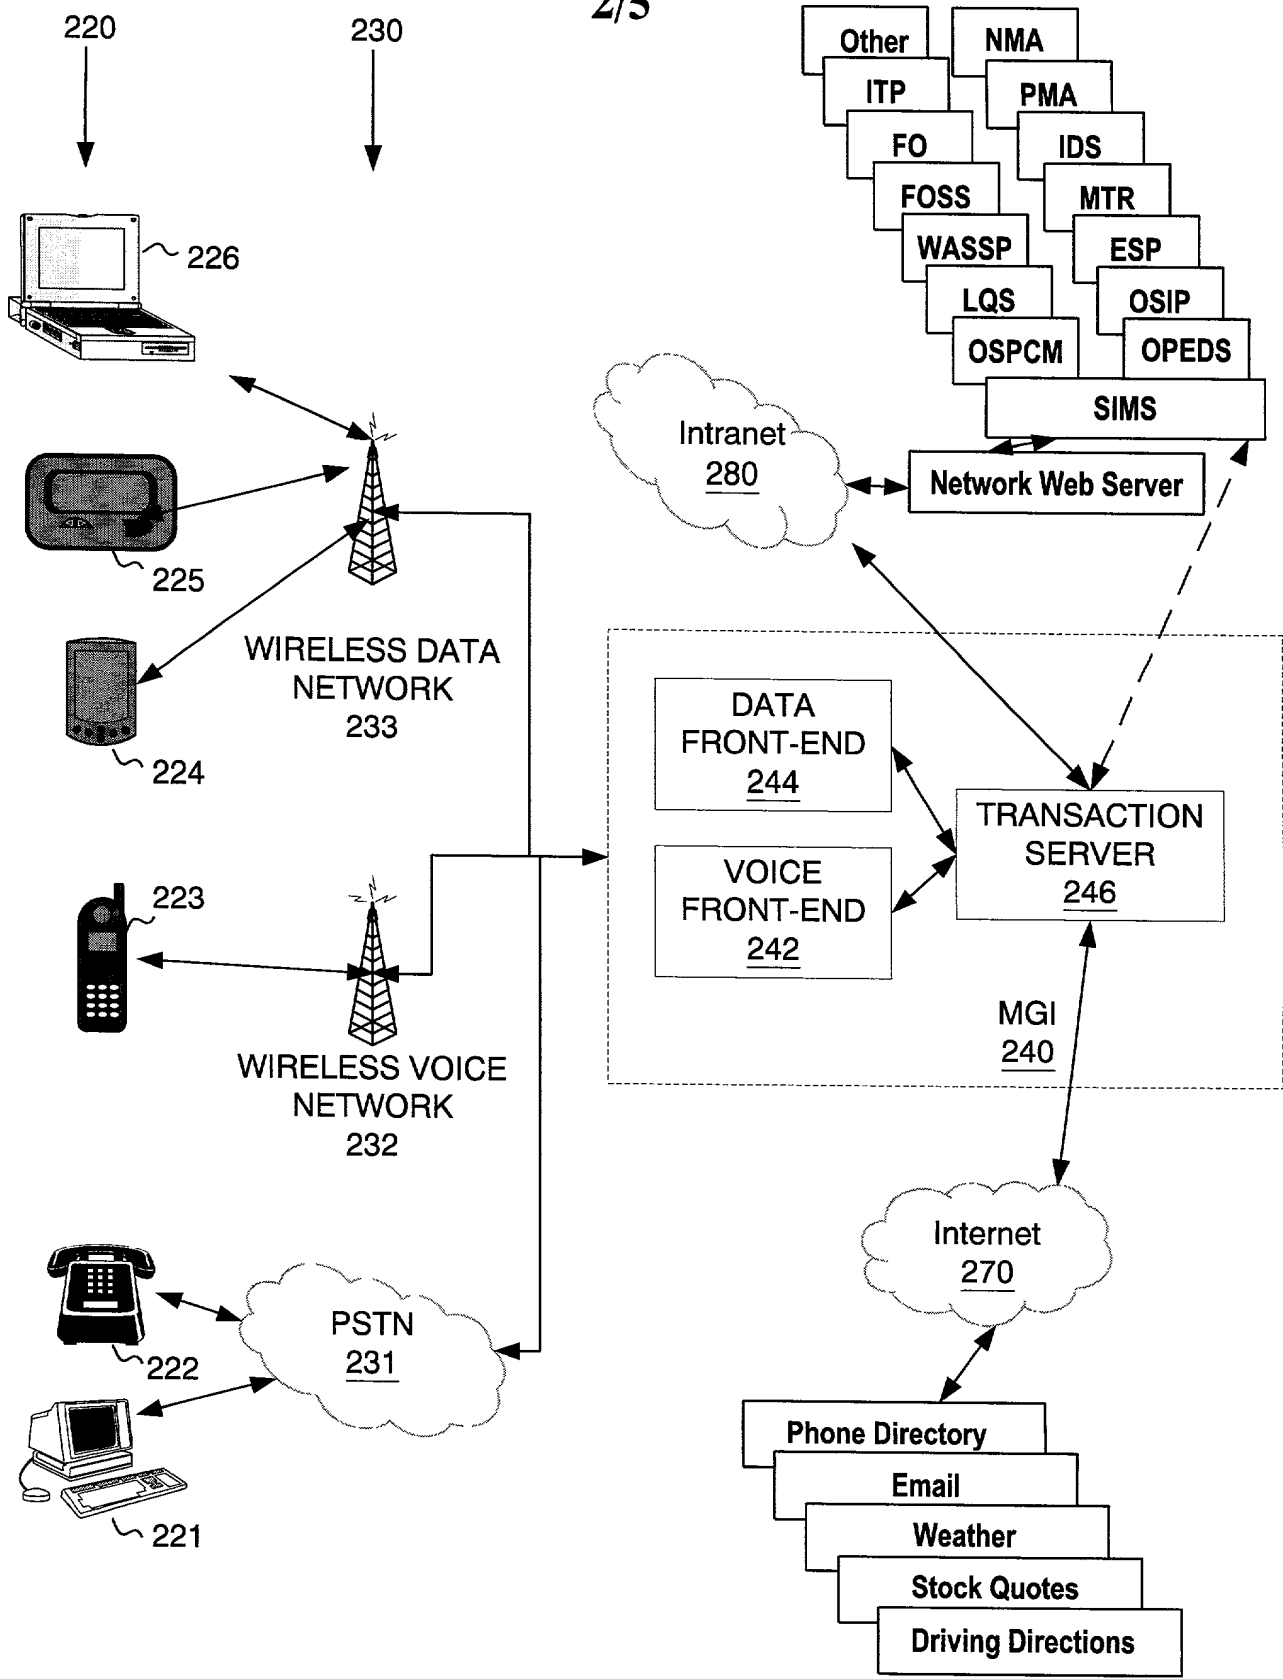 2/5
220
230
Other
NMA
ITP
PMA
FO
IDS
FOSS
MTR
WASSP
ESP
LQS
OSIP
OSPCM
OPEDS
SIMS
Network Web Server
Intranet
280
226
225
WIRELESS DATA
NETWORK
233
224
DATA
FRONT-END
244
TRANSACTION
SERVER
246
VOICE
FRONT-END
242
223
MGI
240
WIRELESS VOICE
NETWORK
232
Internet
270
PSTN
231
222
221
Phone Directory
Email
Weather
Stock Quotes
Driving Directions